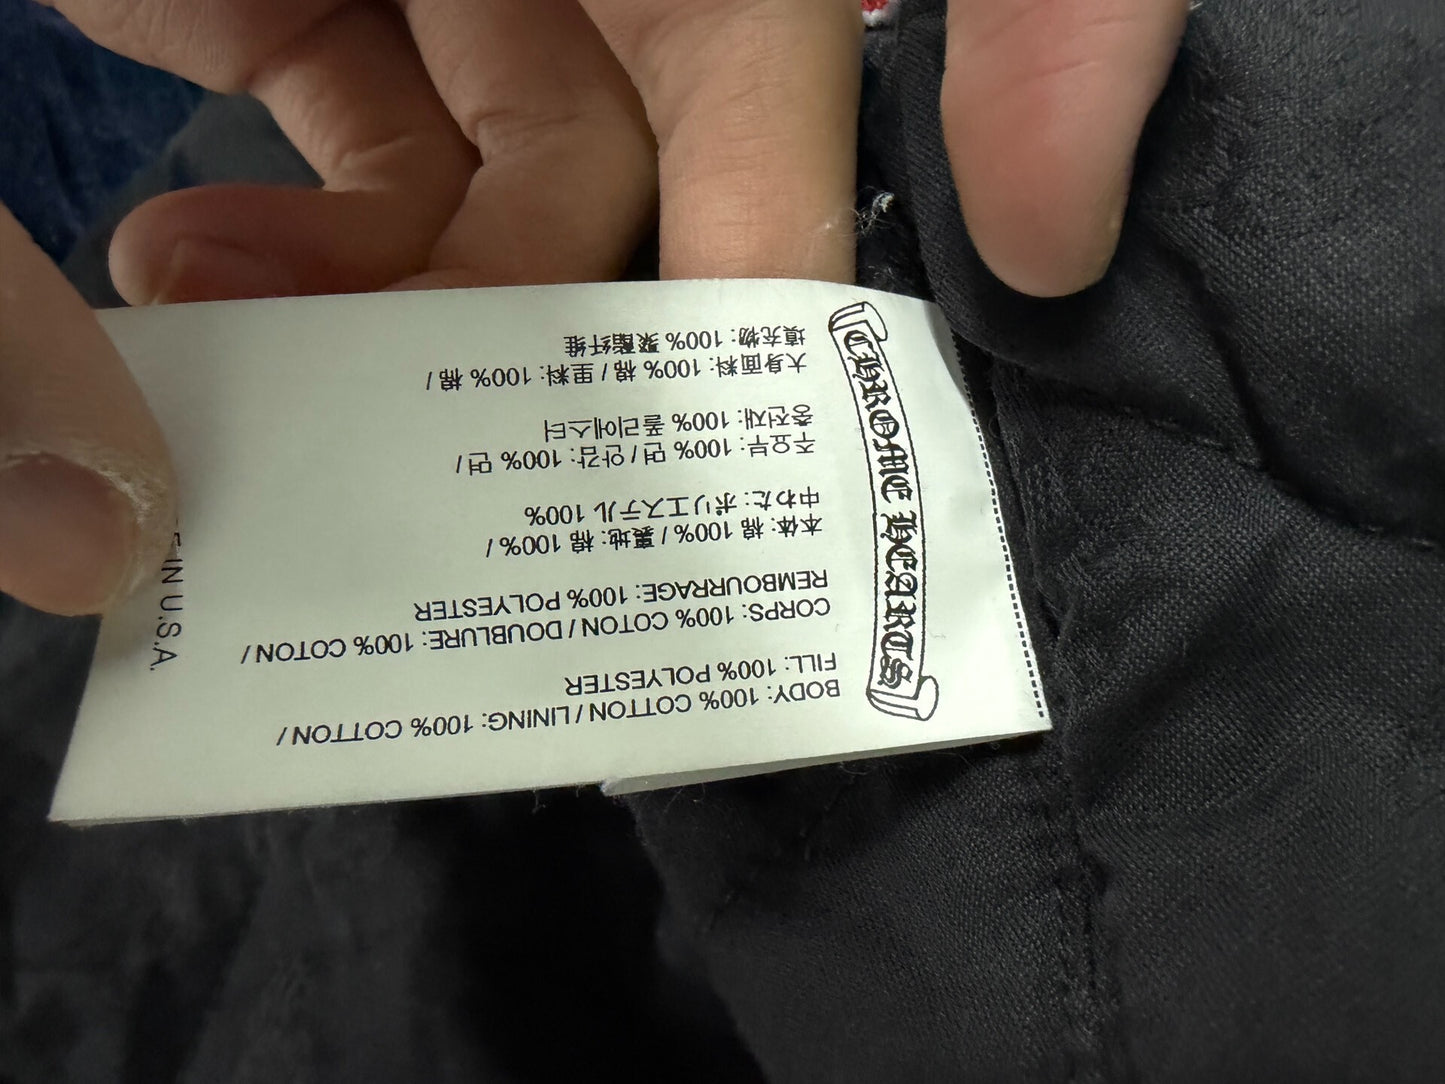 CHROME HEARTS
BODY: 100% COTTON / LINING: 100% COTTON /
FILL: 100% POLYESTER
CORPS: 100% COTON / DOUBLURE: 100% COTON /
REMBOURRAGE: 100% POLYESTER
本体: 棉 100% / 裏地: 棉 100% /
中わた: ポリエステル 100%
주요부: 100% 면 / 안감: 100% 면 /
충전재: 100% 폴리에스터
大身面料: 100% 棉 / 里料: 100% 棉 /
填充物: 100% 聚酯纤维
IN U.S.A.